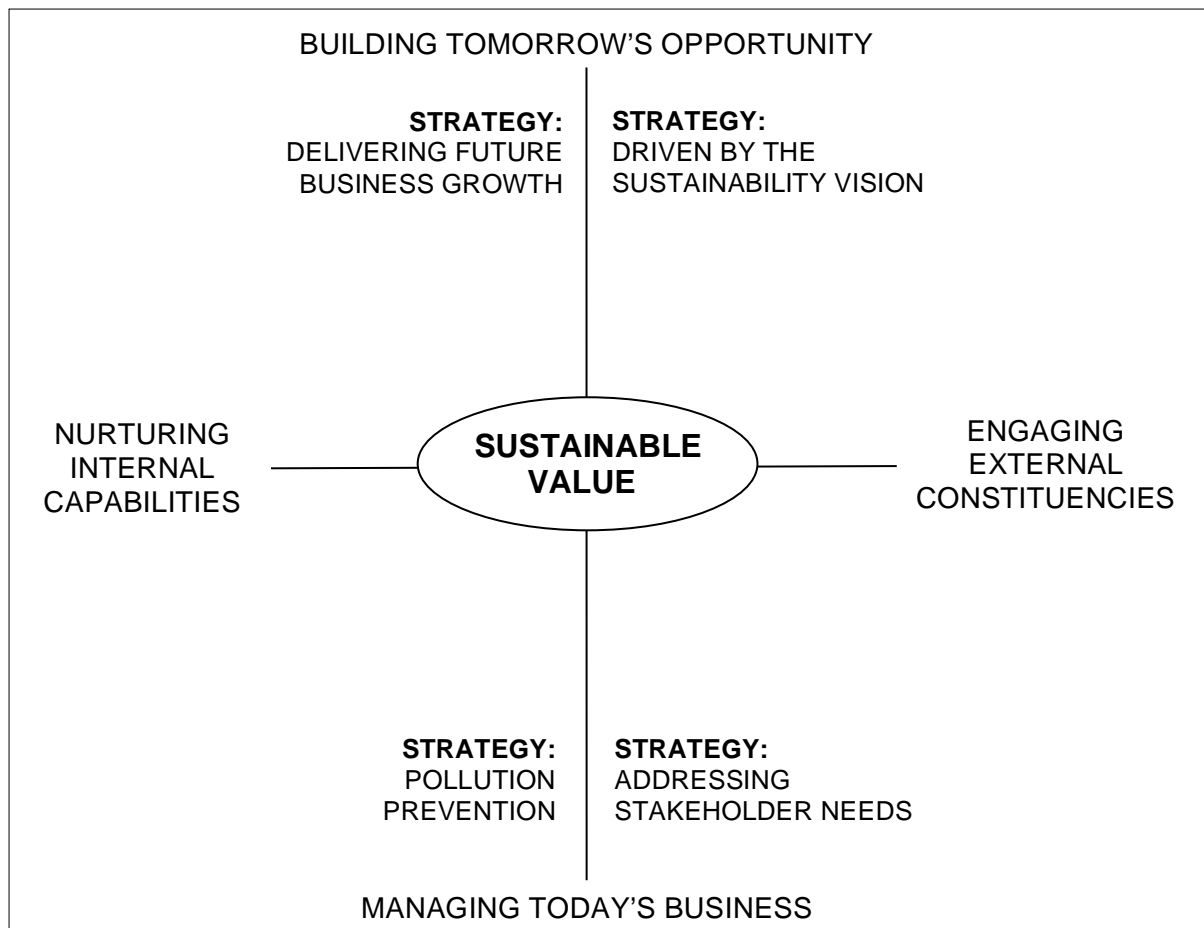 BUILDING TOMORROW’S OPPORTUNITY
STRATEGY:
DELIVERING FUTURE
BUSINESS GROWTH
STRATEGY:
DRIVEN BY THE
SUSTAINABILITY VISION
NURTURING
INTERNAL
CAPABILITIES
SUSTAINABLE
VALUE
ENGAGING
EXTERNAL
CONSTITUENCIES
STRATEGY:
POLLUTION
PREVENTION
STRATEGY:
ADDRESSING
STAKEHOLDER NEEDS
MANAGING TODAY’S BUSINESS